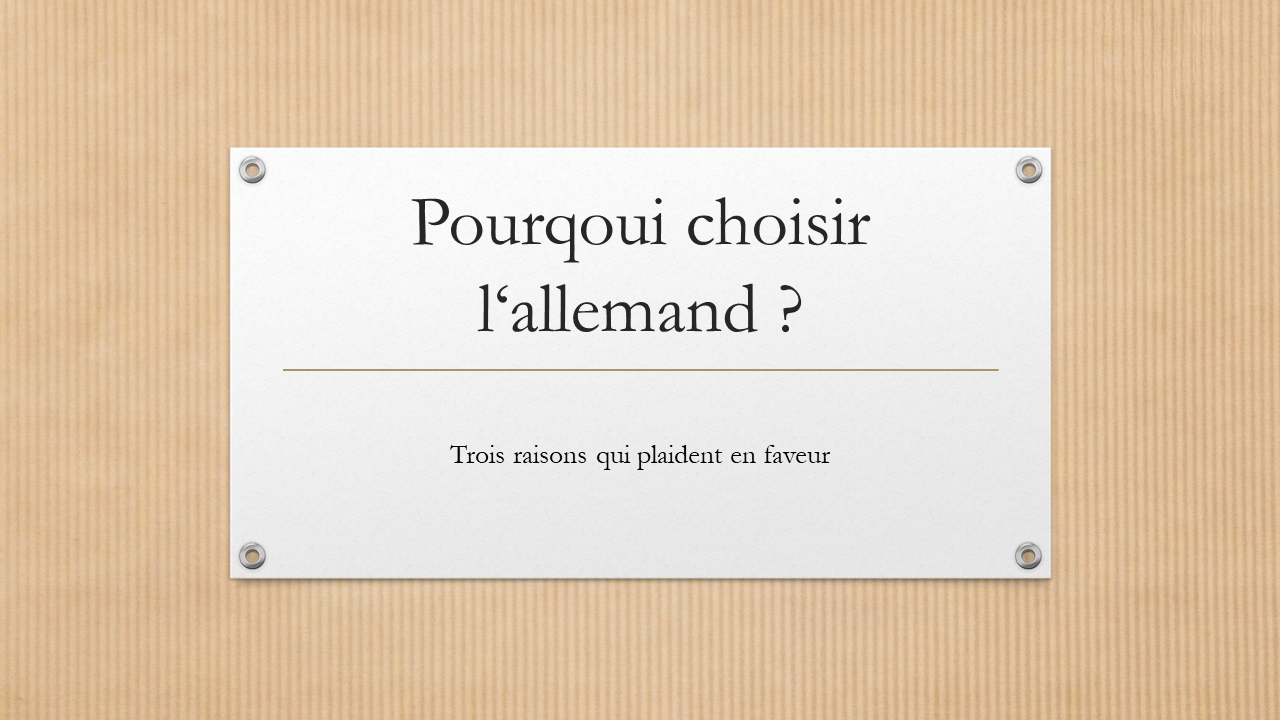 Pourqoui choisir
l‘allemand ?
Trois raisons qui plaident en faveur